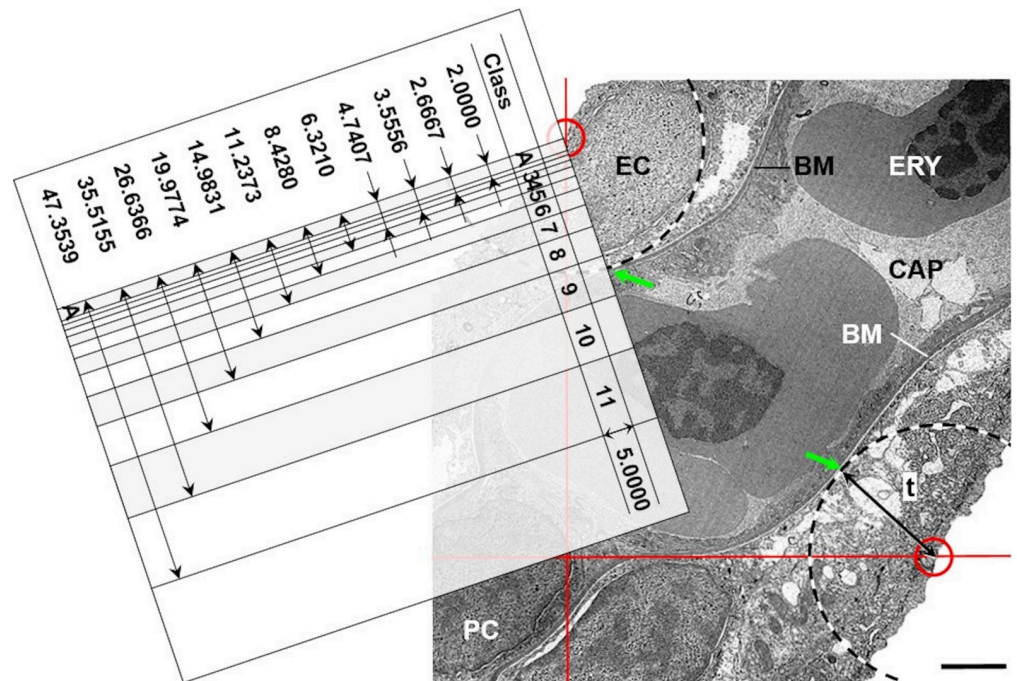 Class
2.0000
2.6667
3.5556
4.7407
6.3210
8.4280
11.2373
14.9831
19.9774
26.6366
35.5155
47.3539
A
A
3
4
5
6
7
8
9
10
11
5.0000
EC
BM
ERY
CAP
BM
t
PC